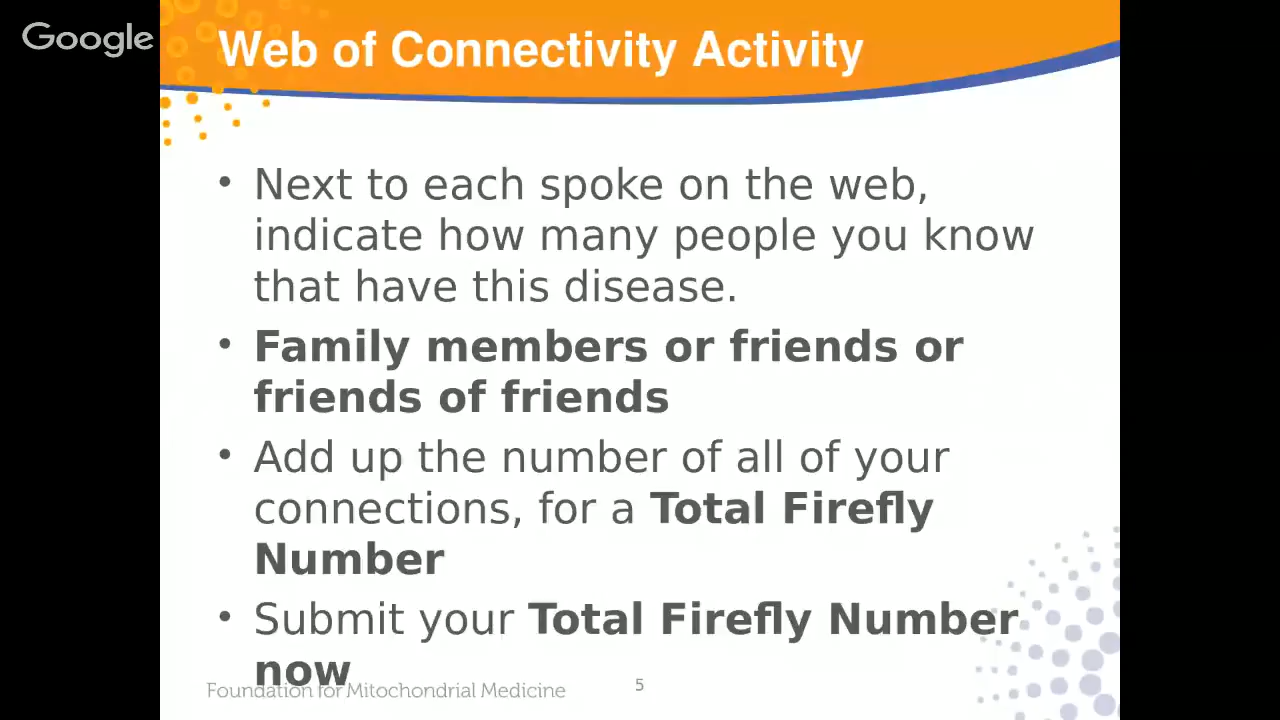 Google
Web of Connectivity Activity
• Next to each spoke on the web,
indicate how many people you know
that have this disease.
• Family members or friends or
friends of friends
• Add up the number of all of your
connections, for a Total Firefly
Number
• Submit your Total Firefly Number
now
Foundation for Mitochondrial Medicine
5